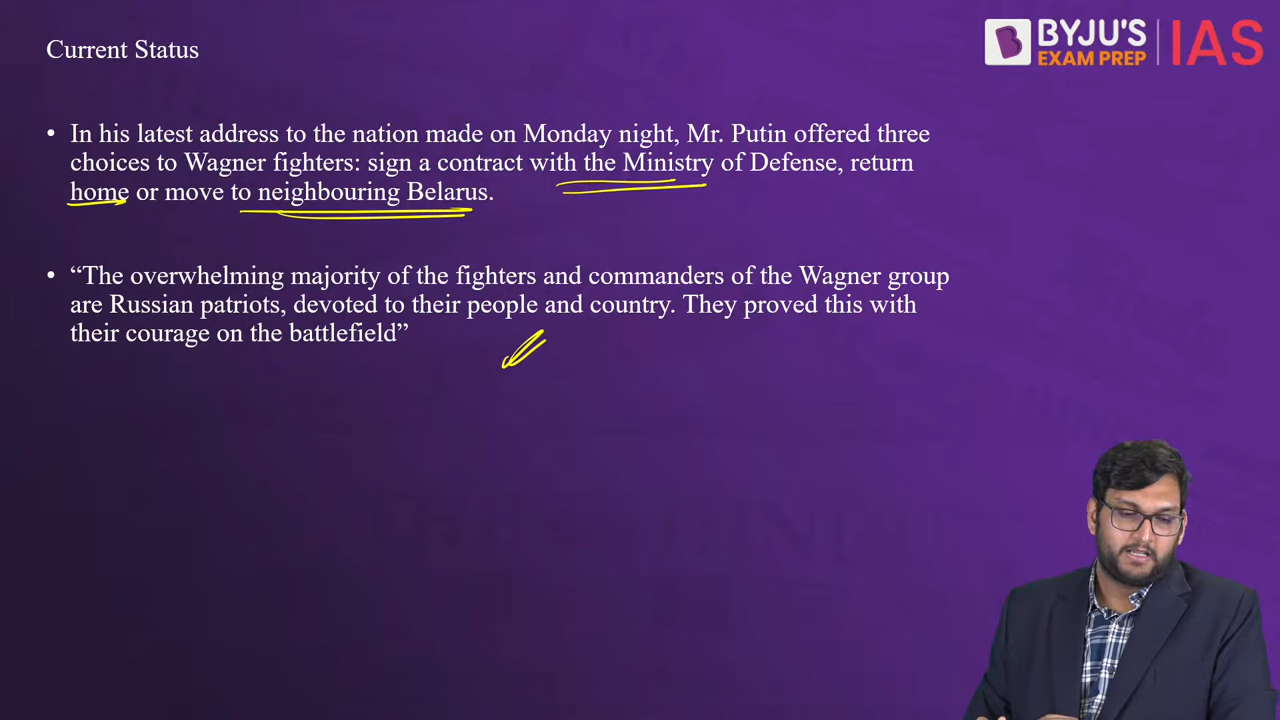 Current Status
BYJU'S
EXAM PREP
IAS
• In his latest address to the nation made on Monday night, Mr. Putin offered three
choices to Wagner fighters: sign a contract with the Ministry of Defense, return
home or move to neighbouring Belarus.
• “The overwhelming majority of the fighters and commanders of the Wagner group
are Russian patriots, devoted to their people and country. They proved this with
their courage on the battlefield”